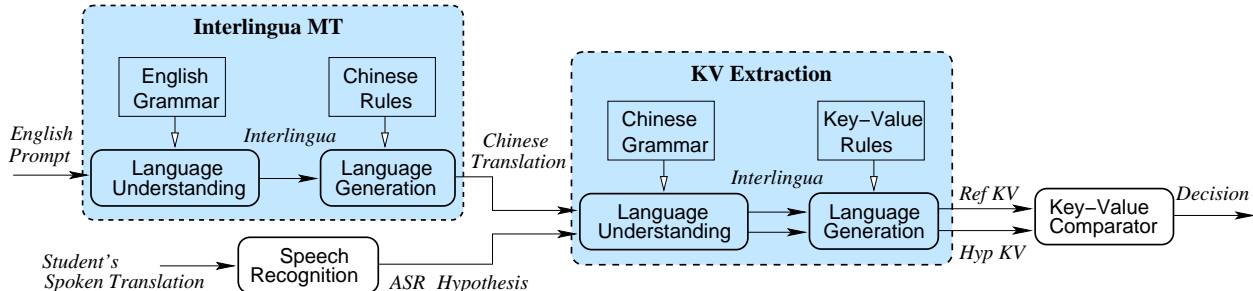 Interlingua MT
English
Grammar
Chinese
Rules
English
Prompt
Interlingua
Language
Understanding
Language
Generation
Chinese
Translation
KV Extraction
Chinese
Grammar
Key-Value
Rules
Interlingua
Language
Understanding
Language
Generation
Ref KV
Hyp KV
Key-Value
Comparator
Decision
Student's
Spoken Translation
Speech
Recognition
ASR Hypothesis